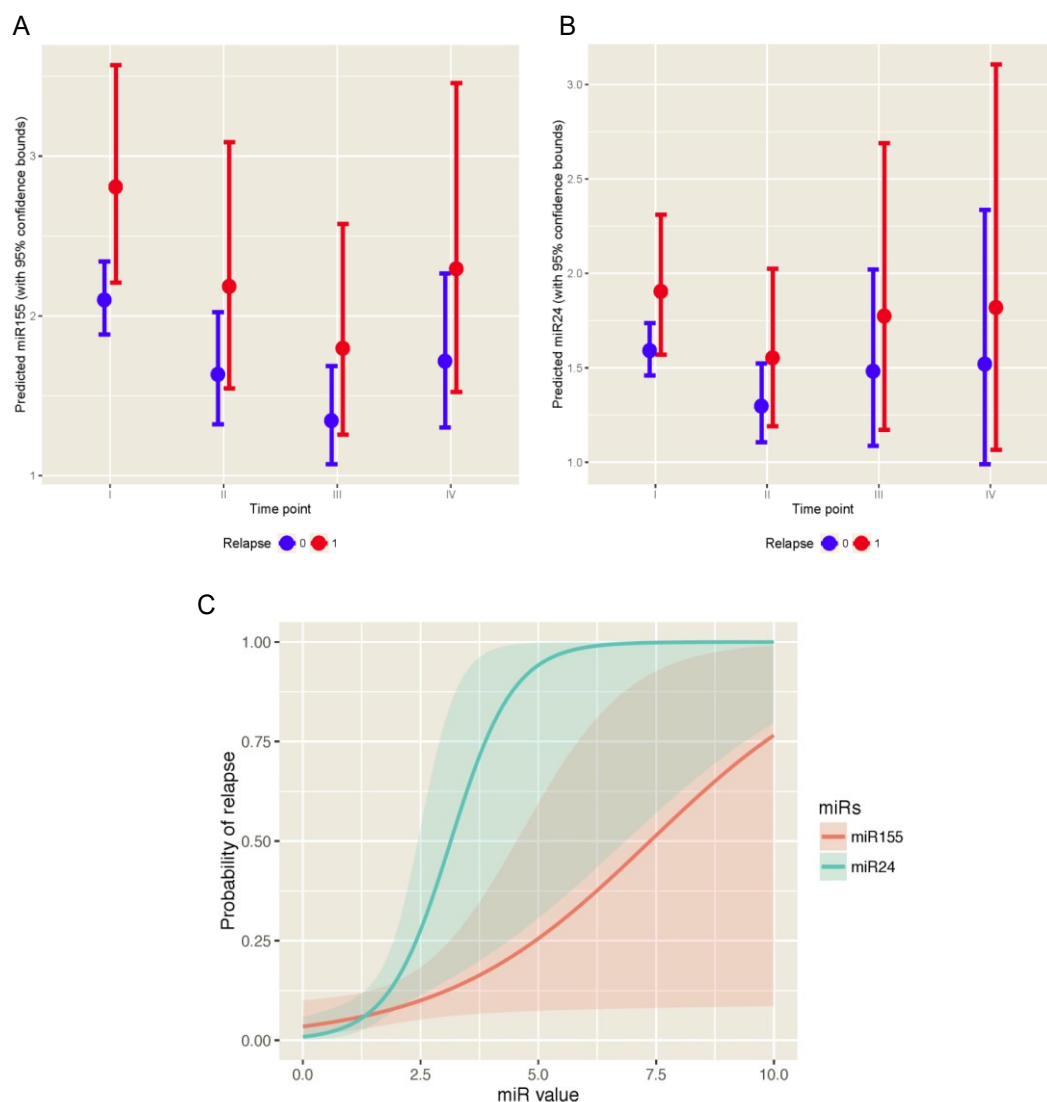 A
Predicted miR155 (with 95% confidence bounds)
3
2
1
I II III IV
Time point
Relapse 0 1
B
Predicted miR24 (with 95% confidence bounds)
3.0
2.5
2.0
1.5
1.0
I II III IV
Time point
Relapse 0 1
C
Probability of relapse
1.00
0.75
0.50
0.25
0.00
0.0 2.5 5.0 7.5 10.0
miR value
miRs
miR155
miR24